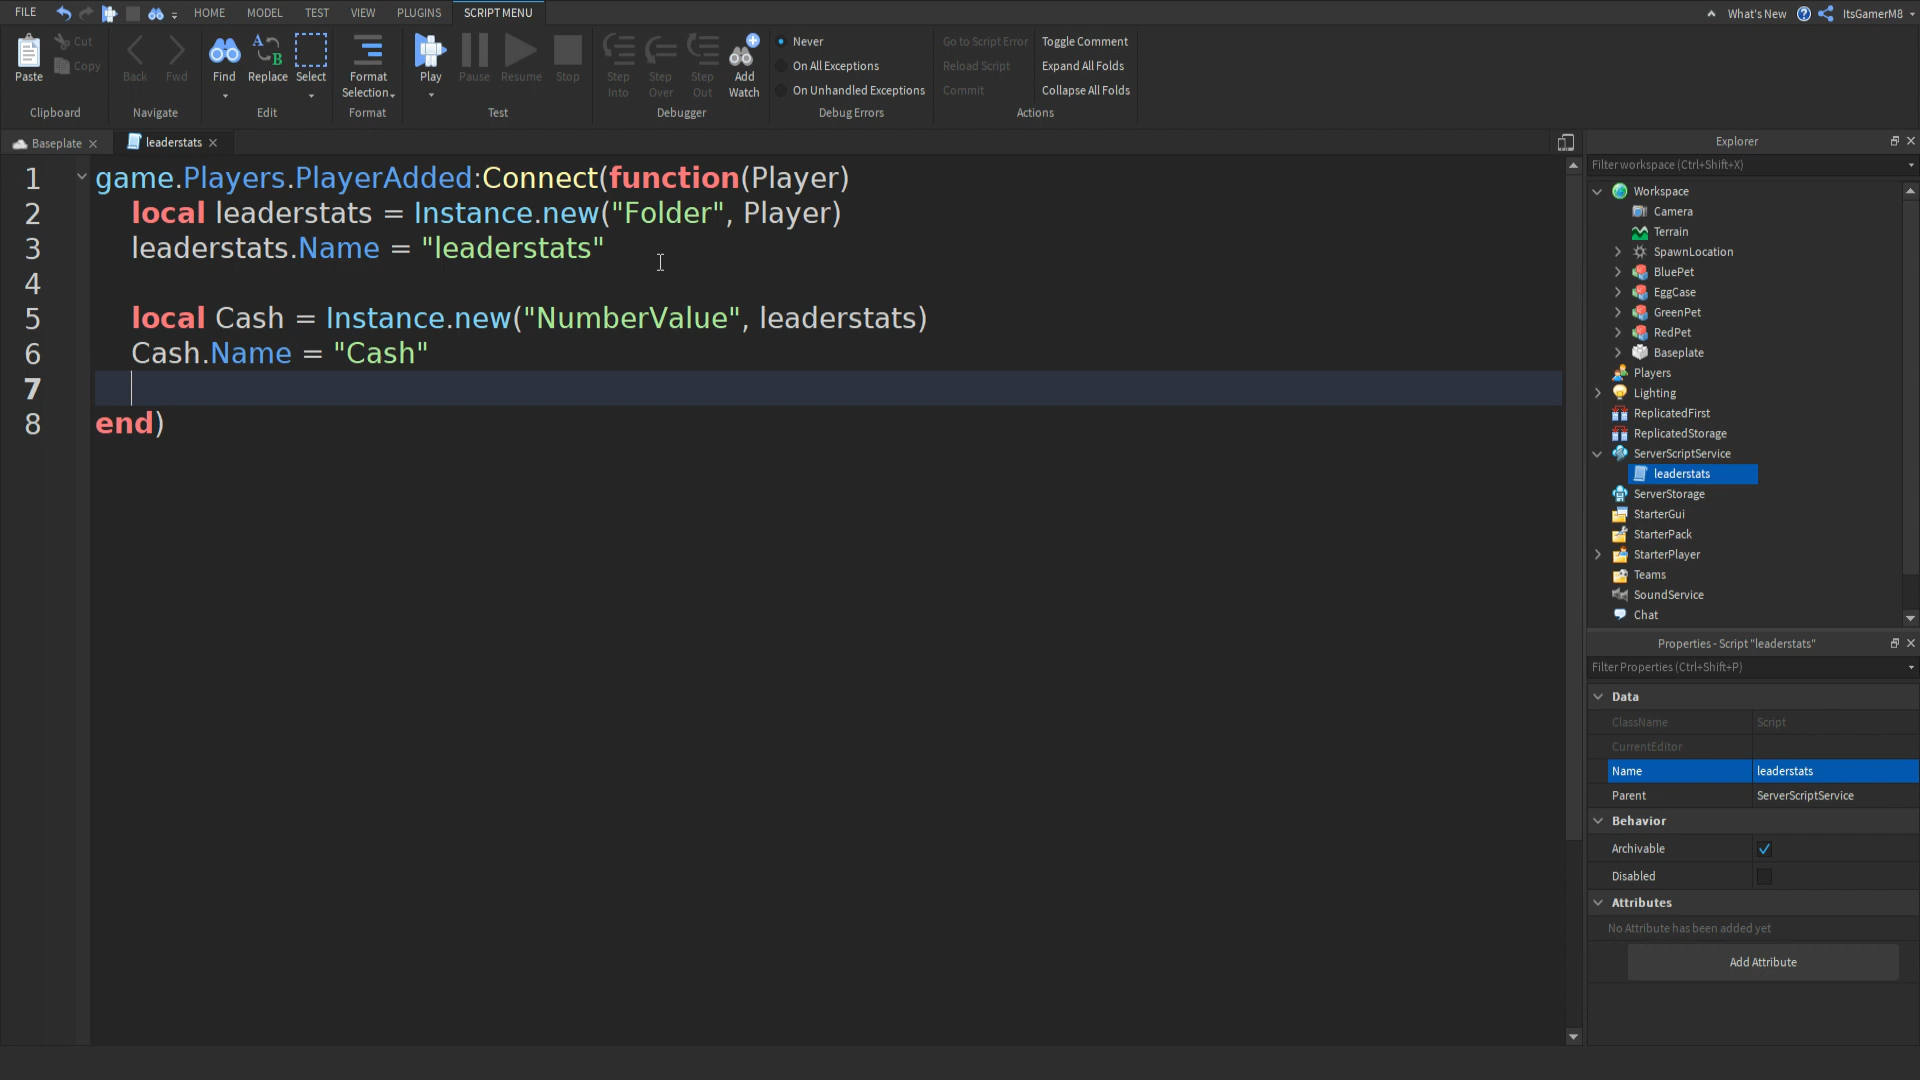 FILE
HOME
MODEL
TEST
VIEW
PLUGINS
SCRIPT MENU
What's New
ItsGamerM8
Paste
Cut
Copy
Clipboard
Back
Fwd
Navigate
Find
Replace
Select
Edit
Format
Selection
Format
Play
Pause
Resume
Stop
Test
Step
Into
Step
Over
Step
Out
Add
Watch
Debugger
Never
On All Exceptions
On Unhandled Exceptions
Debug Errors
Go to Script Error
Reload Script
Commit
Toggle Comment
Expand All Folds
Collapse All Folds
Actions
Baseplate
leaderstats
1 game.Players.PlayerAdded:Connect(function(Player)
2 local leaderstats = Instance.new("Folder", Player)
3 leaderstats.Name = "leaderstats"
4
5 local Cash = Instance.new("NumberValue", leaderstats)
6 Cash.Name = "Cash"
7
8 end)
Explorer
Filter workspace (Ctrl+Shift+X)
Workspace
Camera
Terrain
SpawnLocation
BluePet
EggCase
GreenPet
RedPet
Baseplate
Players
Lighting
ReplicatedFirst
ReplicatedStorage
ServerScriptService
leaderstats
ServerStorage
StarterGui
StarterPack
StarterPlayer
Teams
SoundService
Chat
Properties - Script "leaderstats"
Filter Properties (Ctrl+Shift+P)
Data
ClassName Script
CurrentEditor
Name leaderstats
Parent ServerScriptService
Behavior
Archivable
Disabled
Attributes
No Attribute has been added yet
Add Attribute